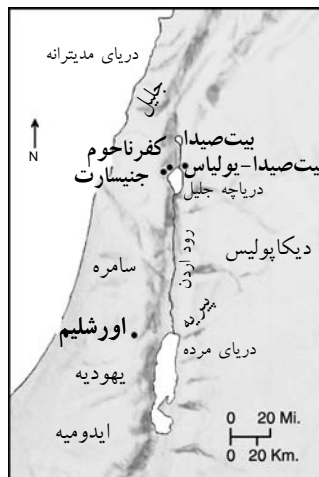 دریای مدیترانه
جلیل
N
بیت‌صیدا
کفرناحوم
بیت‌صیدا-یولیاس
جنیسارت
دریاچه جلیل
رود اردن
دیکاپولیس
سامره
پیریه
اورشلیم
دریای مرده
یهودیه
ایدومیه
0 20 Mi.
0 20 Km.